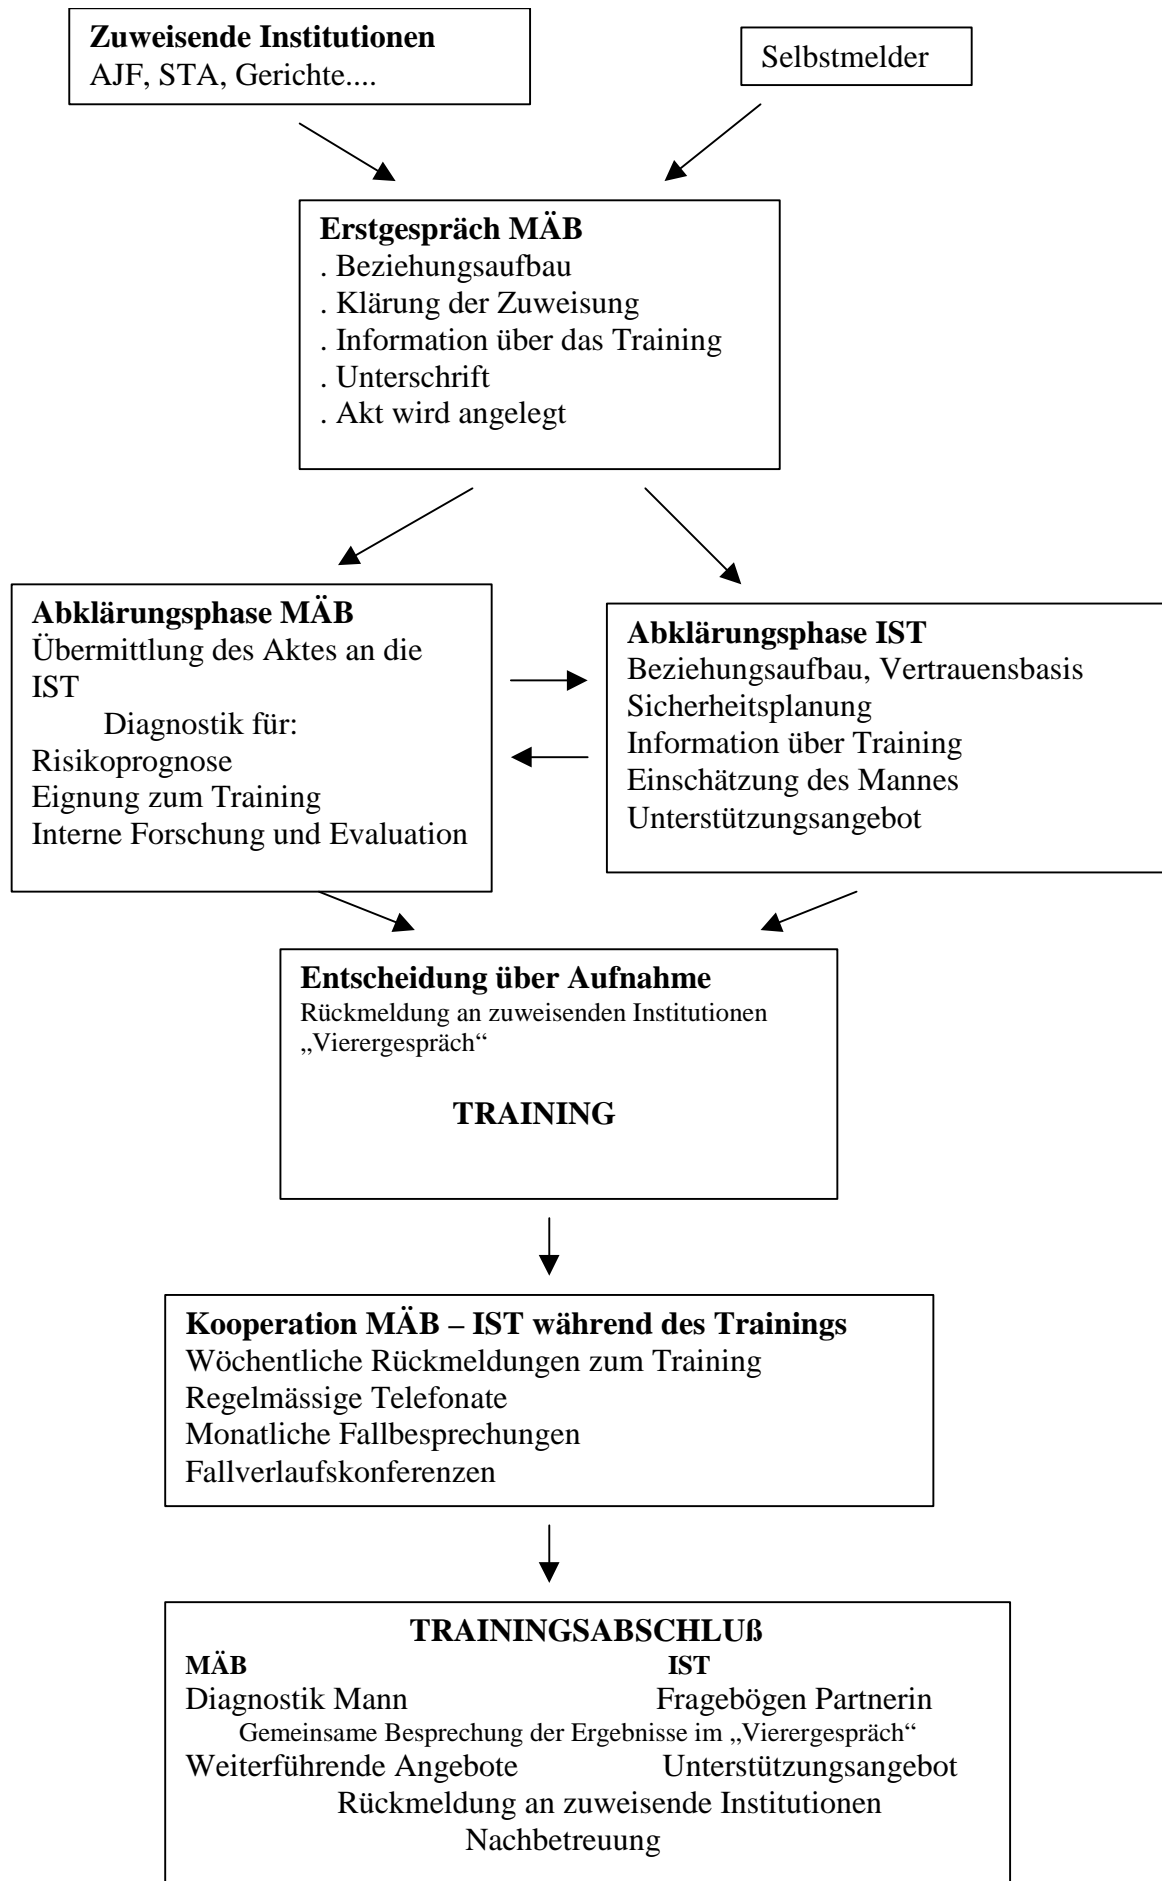 Zuweisende Institutionen
AJF, STA, Gerichte....
Selbstmelder
Erstgespräch MÄB
. Beziehungsaufbau
. Klärung der Zuweisung
. Information über das Training
. Unterschrift
. Akt wird angelegt
Abklärungsphase MÄB
Übermittlung des Aktes an die
IST
Diagnostik für:
Risikoprognose
Eignung zum Training
Interne Forschung und Evaluation
Abklärungsphase IST
Beziehungsaufbau, Vertrauensbasis
Sicherheitsplanung
Information über Training
Einschätzung des Mannes
Unterstützungsangebot
Entscheidung über Aufnahme
Rückmeldung an zuweisenden Institutionen
„Vierergespräch“
TRAINING
Kooperation MÄB – IST während des Trainings
Wöchentliche Rückmeldungen zum Training
Regelmässige Telefonate
Monatliche Fallbesprechungen
Fallverlaufskonferenzen
TRAININGSABSCHLUß
MÄB IST
Diagnostik Mann Fragebögen Partnerin
Gemeinsame Besprechung der Ergebnisse im „Vierergespräch“
Weiterführende Angebote Unterstützungsangebot
Rückmeldung an zuweisende Institutionen
Nachbetreuung